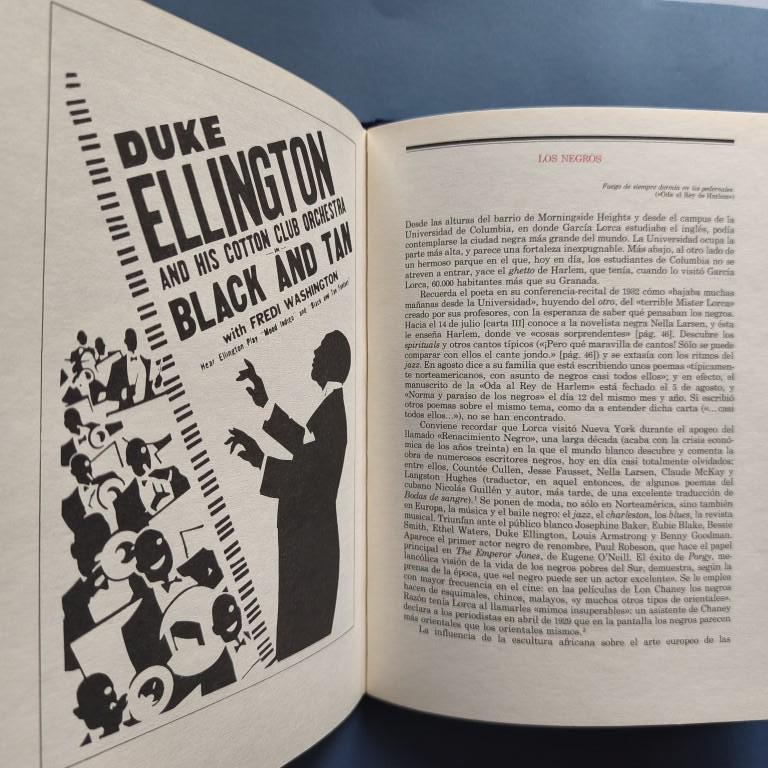 DUKE
ELLINGTON
AND HIS COTTON CLUB ORCHESTRA
IN
BLACK AND TAN
with FREDI WASHINGTON
Hear Ellington Play "Mood Indigo" and "Black and Tan Fantasy"
LOS NEGROS
Fuego de siempre dormía en los pedernales
(«Oda al Rey de Harlem»)
Desde las alturas del barrio de Morningside Heights y desde el campus de la
Universidad de Columbia, en donde García Lorca estudiaba el inglés, podía
contemplarse la ciudad negra más grande del mundo. La Universidad ocupa la
parte más alta, y parece una fortaleza inexpugnable. Más abajo, al otro lado de
un hermoso parque en el que, hoy en día, los estudiantes de Columbia no se
atreven a entrar, yace el ghetto de Harlem, que tenía, cuando lo visitó García
Lorca, 60.000 habitantes más que su Granada.
Recuerda el poeta en su conferencia-recital de 1932 cómo «bajaba muchas
mañanas desde la Universidad», huyendo del otro, del «terrible Mister Lorca»
creado por sus profesores, con la esperanza de saber qué pensaban los negros.
Hacia el 14 de julio [carta III] conoce a la novelista negra Nella Larsen, y ésta
le enseña Harlem, donde ve «cosas sorprendentes» [pág. 46]. Descubre los
spirituals y otros cantos típicos («¡Pero qué maravilla de cantos! Sólo se puede
comparar con ellos el cante jondo.» [pág. 46]) y se extasía con los ritmos del
jazz. En agosto dice a su familia que está escribiendo unos poemas «típicamen-
te norteamericanos, con asunto de negros casi todos ellos»; y en efecto, el
manuscrito de la «Oda al Rey de Harlem» está fechado el 5 de agosto, y
«Norma y paraíso de los negros» el día 12 del mismo mes y año. Si escribió
otros poemas sobre el mismo tema, como da a entender dicha carta («... casi
todos ellos»), no se han encontrado.
Conviene recordar que Lorca visitó Nueva York durante el apogeo del
llamado «Renacimiento Negro», una larga década (acaba con la crisis econó-
mica de los años treinta) en la que el mundo blanco descubre y comenta la
obra de numerosos escritores negros, hoy en día casi totalmente olvidados:
entre ellos, Countée Cullen, Jesse Fausset, Nella Larsen, Claude McKay y
Langston Hughes (traductor, en aquel entonces, de algunos poemas del
cubano Nicolás Guillén y autor, más tarde, de una excelente traducción de
Bodas de sangre).¹ Se ponen de moda, no sólo en Norteamérica, sino también
en Europa, la música y el baile negro: el jazz, el charleston, los blues, la revista
musical. Triunfan ante el público blanco Josephine Baker, Eubie Blake, Bessie
Smith, Ethel Waters, Duke Ellington, Louis Armstrong y Benny Goodman.
Aparece el primer actor negro de renombre, Paul Robeson, que hace el papel
principal en The Emperor Jones, de Eugene O'Neill. El éxito de Porgy, me-
lancólica visión de la vida de los negros pobres del Sur, demuestra, según la
prensa de la época, que «el negro puede ser un actor excelente». Se le emplea
con mayor frecuencia en el cine: en las películas de Lon Chaney los negros
hacen de esquimales, chinos, malayos, «y muchos otros tipos de orientales».
Razón tenía Lorca al llamarles «mimos insuperables»: un asistente de Chaney
declara a los periodistas en abril de 1929 que en la pantalla los negros parecen
más orientales que los orientales mismos.²
La influencia de la escultura africana sobre el arte europeo de las